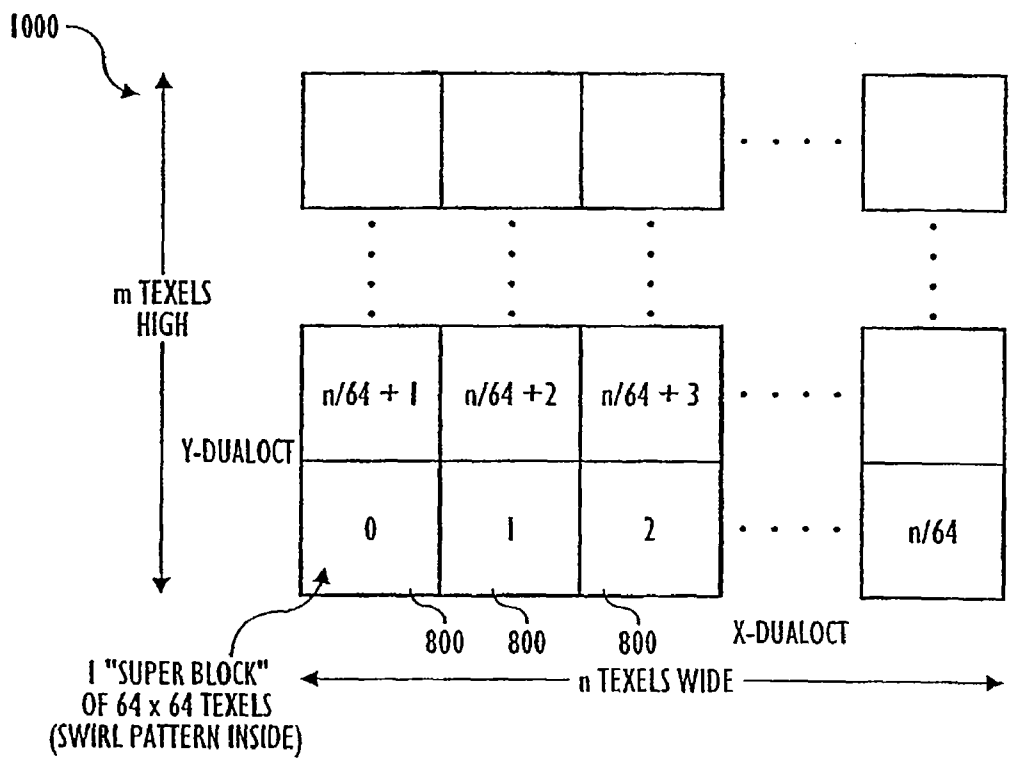 1000
m TEXELS
HIGH
n/64 + 1
n/64 +2
n/64 + 3
Y-DUALOCT
0
1
2
n/64
800
800
800
X-DUALOCT
n TEXELS WIDE
1 "SUPER BLOCK"
OF 64 x 64 TEXELS
(SWIRL PATTERN INSIDE)